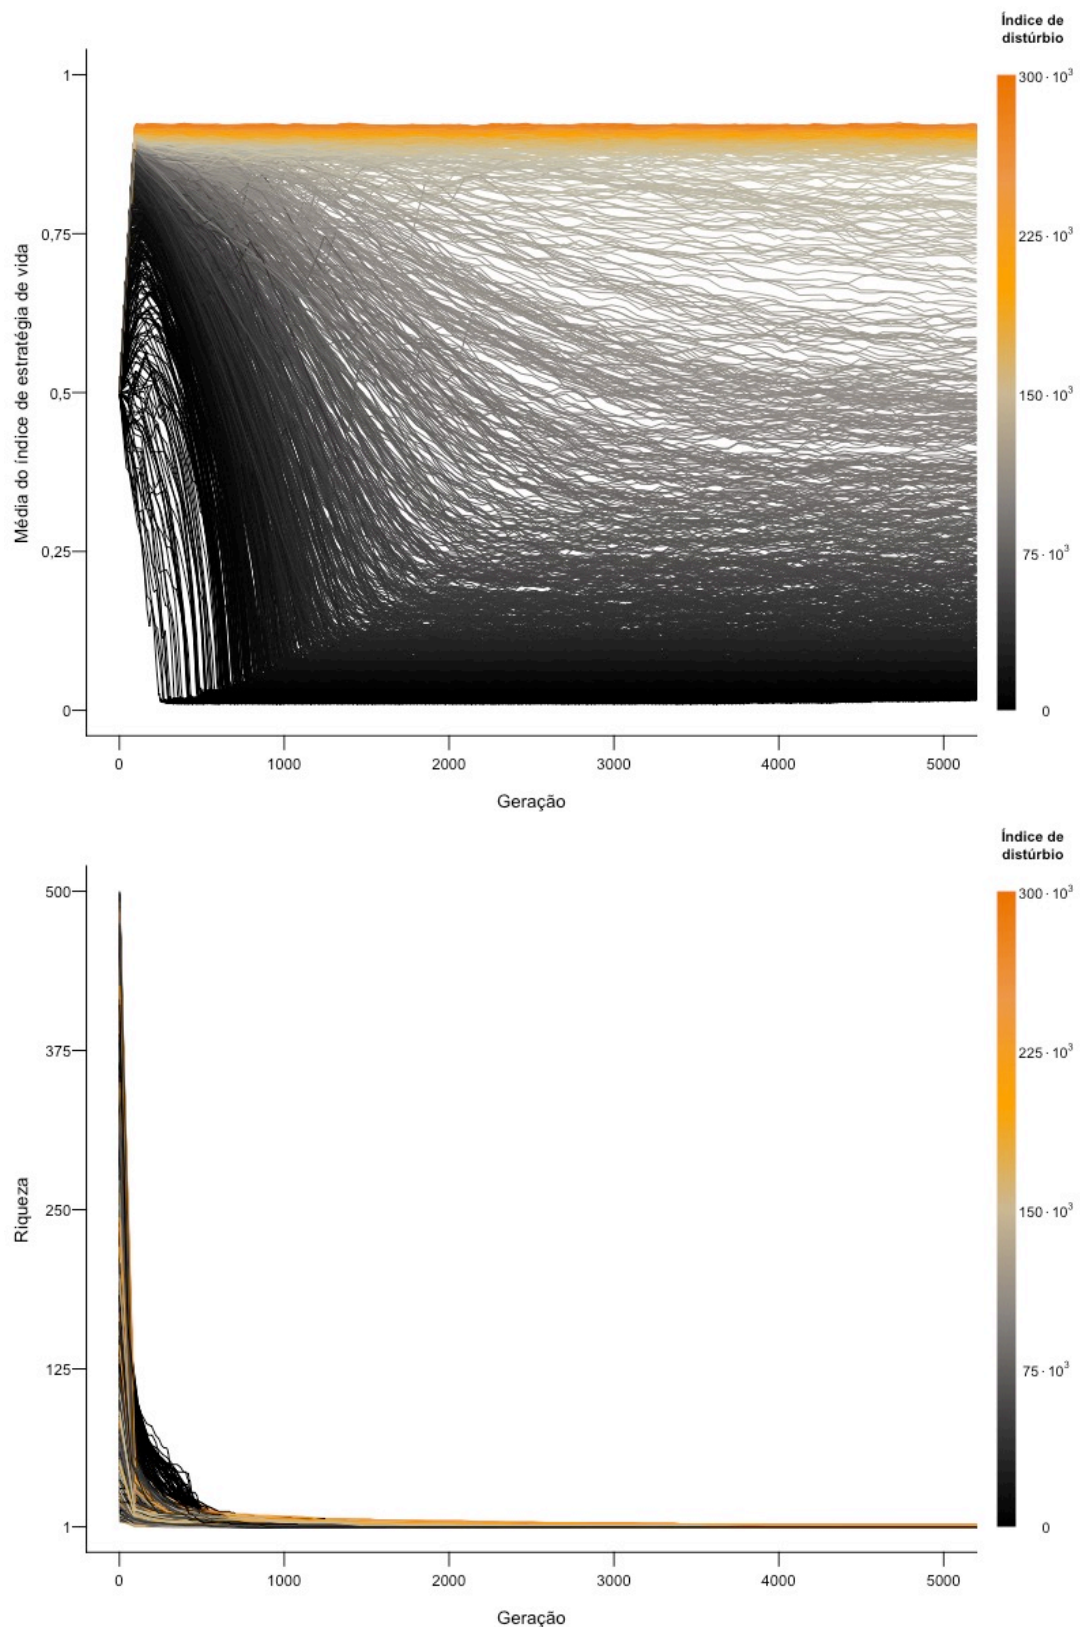 Índice de
distúrbio
1
0,75
0,5
0,25
0
Média do índice de estratégia de vida
0 1000 2000 3000 4000 5000
Geração
300 · 10³
225 · 10³
150 · 10³
75 · 10³
0
Índice de
distúrbio
500
375
250
125
1
Riqueza
0 1000 2000 3000 4000 5000
Geração
300 · 10³
225 · 10³
150 · 10³
75 · 10³
0